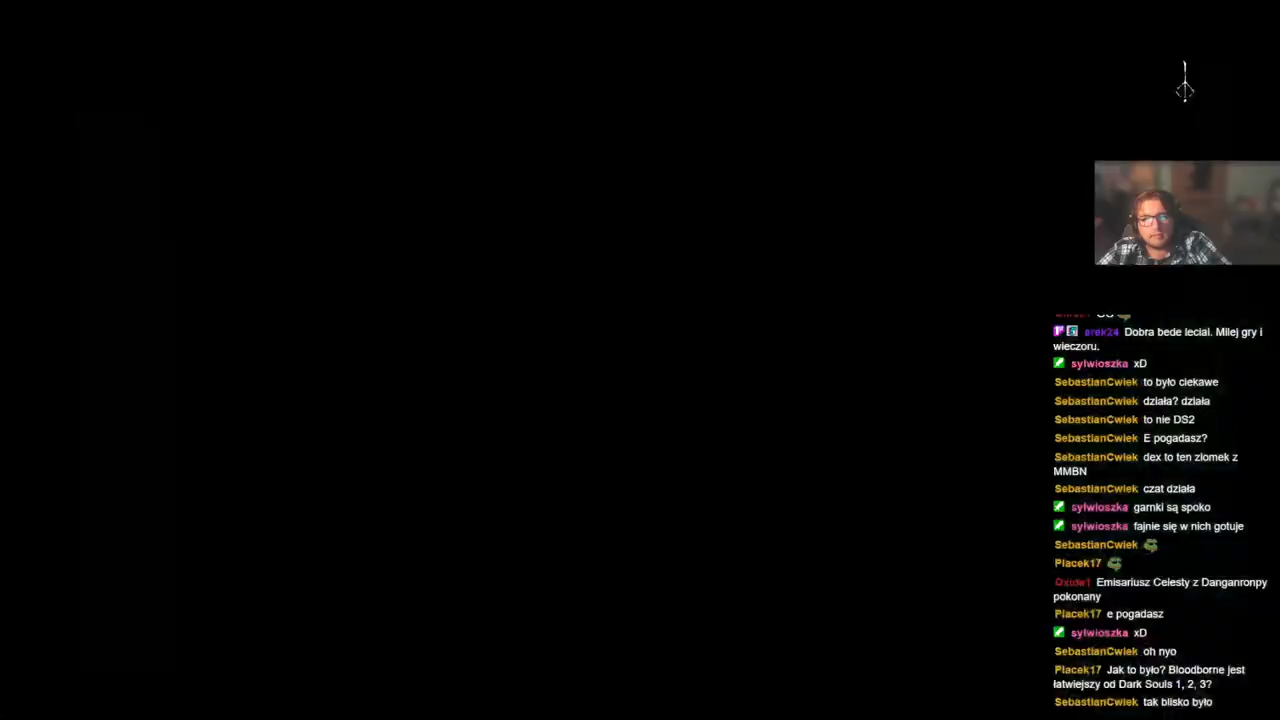 arek24 Dobra bede lecial. Milej gry i
wieczoru.
sylwioszka xD
SebastianCwiek to było ciekawe
SebastianCwiek działa? działa
SebastianCwiek to nie DS2
SebastianCwiek E pogadasz?
SebastianCwiek dex to ten ziomek z
MMBN
SebastianCwiek czat działa
sylwioszka garnki są spoko
sylwioszka fajnie się w nich gotuje
SebastianCwiek
Placek17
Emisariusz Celesty z Danganronpy
pokonany
Placek17 e pogadasz
sylwioszka xD
SebastianCwiek oh nyo
Placek17 Jak to było? Bloodborne jest
łatwiejszy od Dark Souls 1, 2, 3?
SebastianCwiek tak blisko było